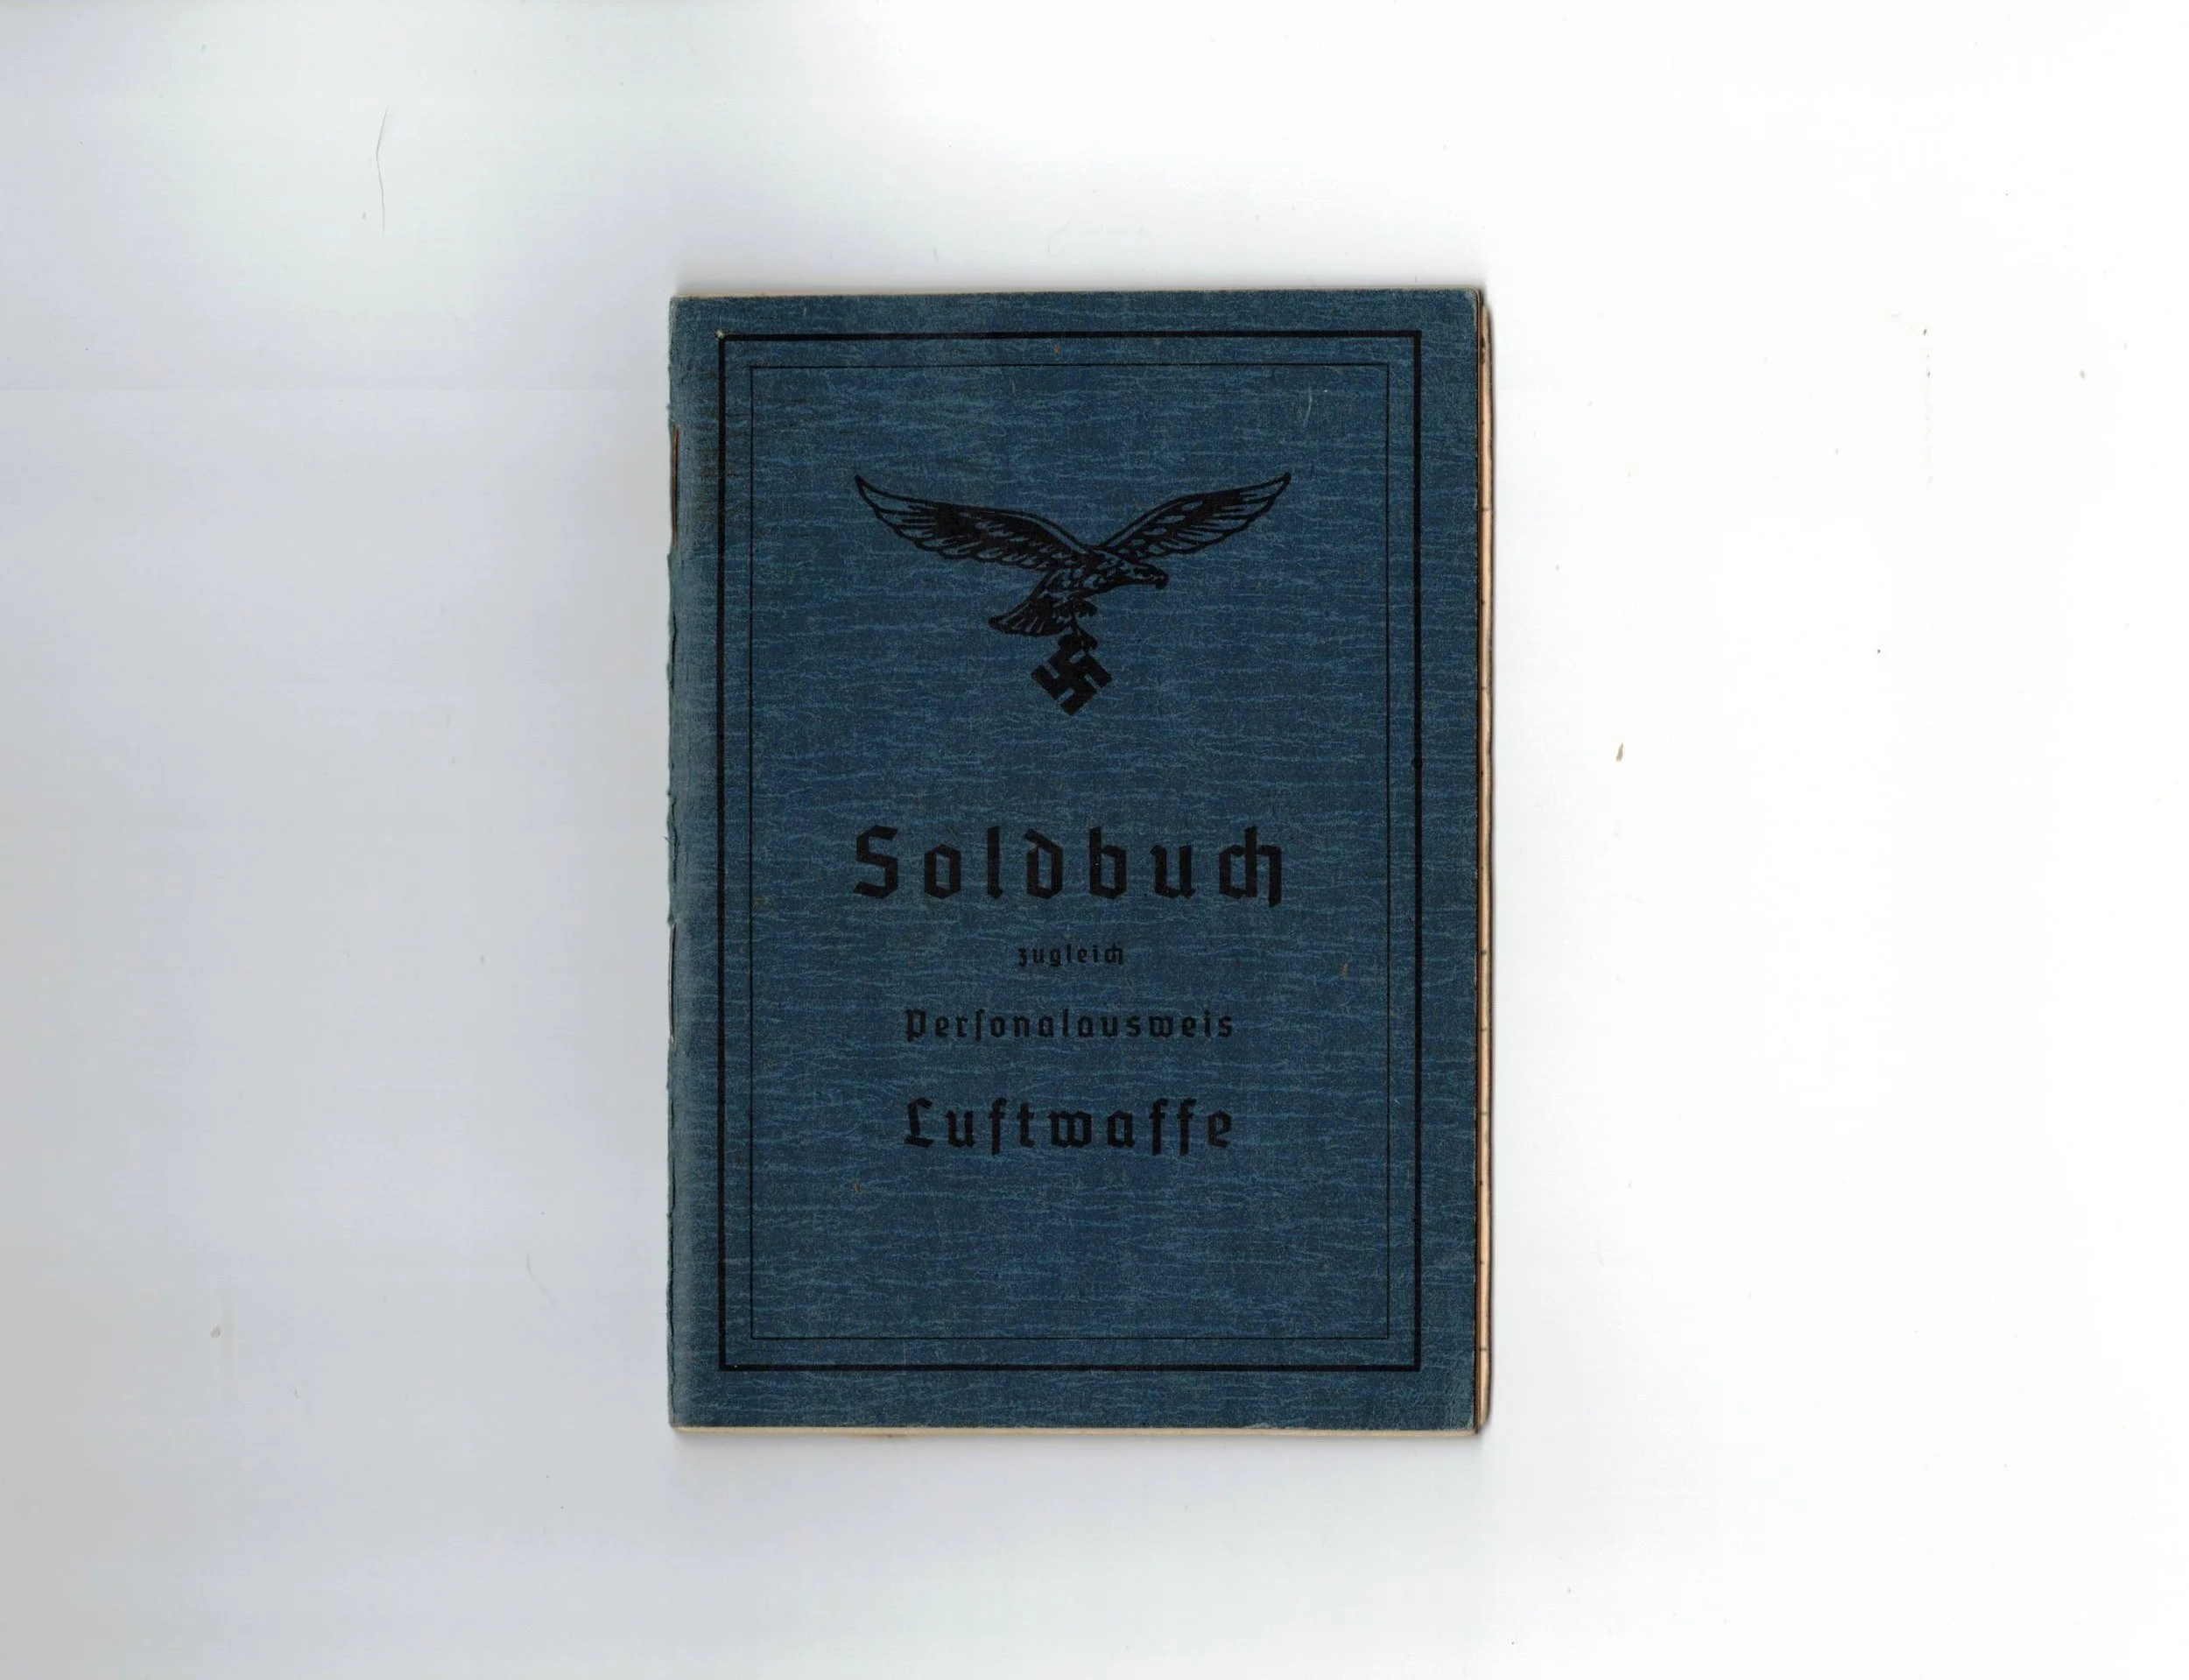 Soldbuch
zugleich
Perſonalausweis
Luftwaffe